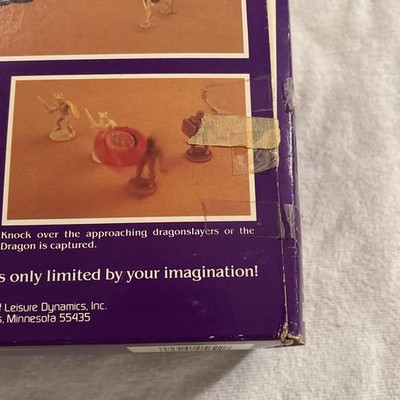 Knock over the approaching dragonslayers or the
Dragon is captured.
s only limited by your imagination!
f Leisure Dynamics, Inc.
s, Minnesota 55435